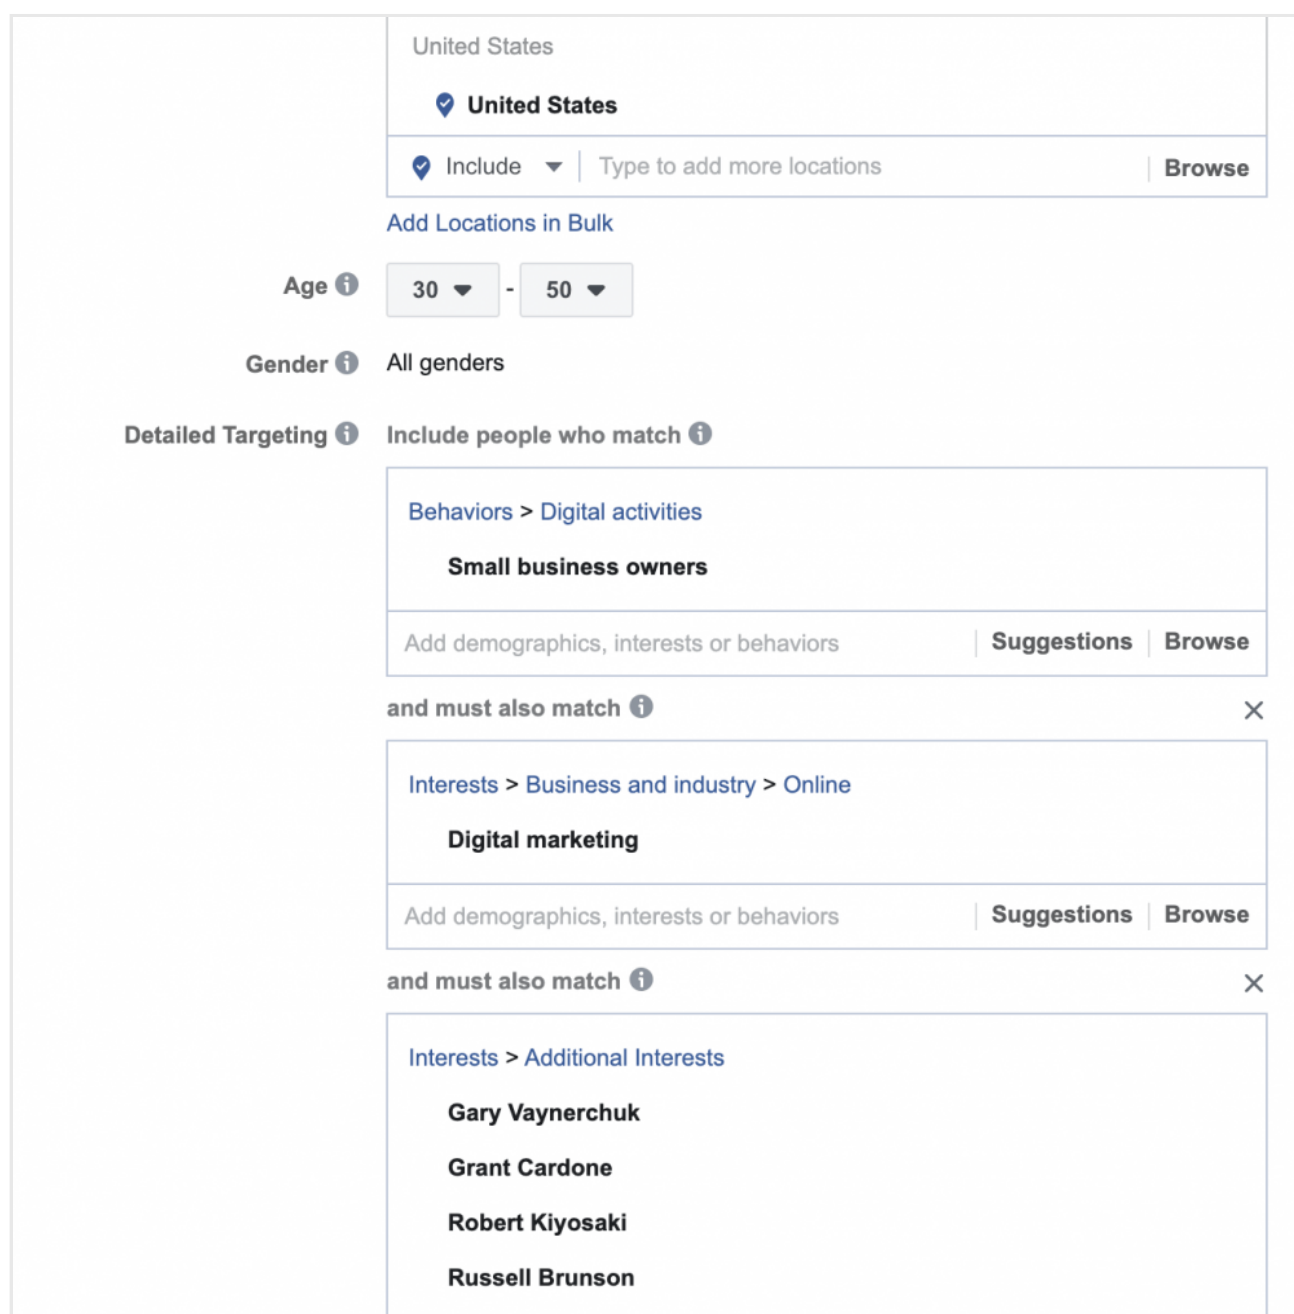 United States
United States
Include Type to add more locations Browse
Add Locations in Bulk
Age 30 - 50
Gender All genders
Detailed Targeting Include people who match
Behaviors > Digital activities
Small business owners
Add demographics, interests or behaviors Suggestions Browse
and must also match
Interests > Business and industry > Online
Digital marketing
Add demographics, interests or behaviors Suggestions Browse
and must also match
Interests > Additional Interests
Gary Vaynerchuk
Grant Cardone
Robert Kiyosaki
Russell Brunson